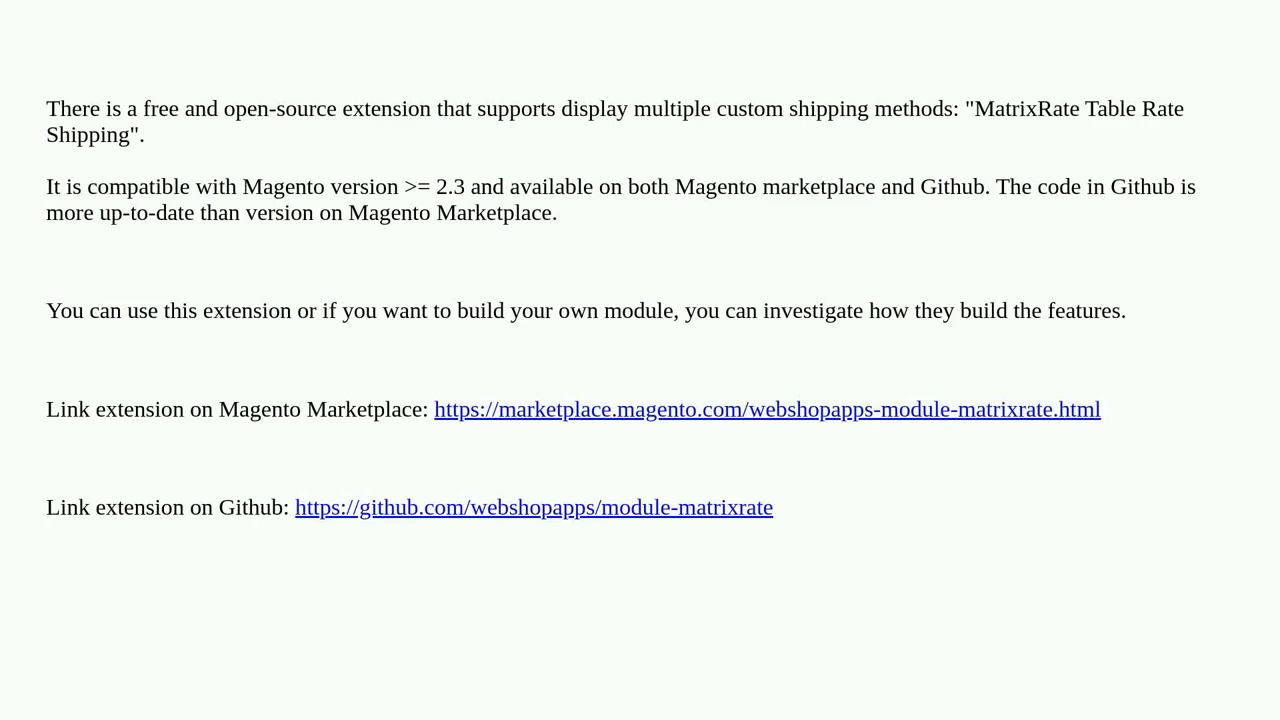 There is a free and open-source extension that supports display multiple custom shipping methods: "MatrixRate Table Rate
Shipping".
It is compatible with Magento version >= 2.3 and available on both Magento marketplace and Github. The code in Github is
more up-to-date than version on Magento Marketplace.
You can use this extension or if you want to build your own module, you can investigate how they build the features.
Link extension on Magento Marketplace: https://marketplace.magento.com/webshopapps-module-matrixrate.html
Link extension on Github: https://github.com/webshopapps/module-matrixrate